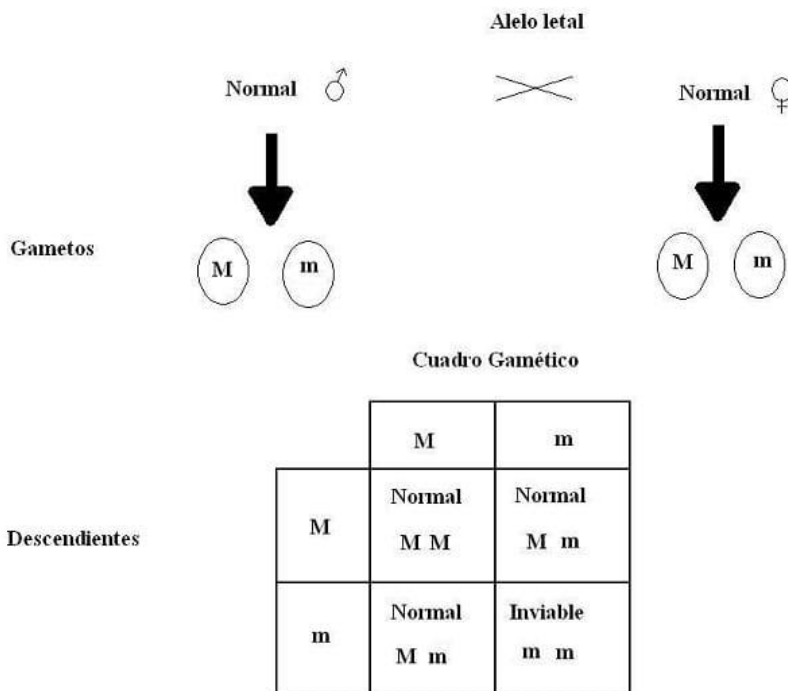 Alelo letal
Normal Normal
Gametos M m M m
Cuadro Gamético
M m
Normal Normal
Descendientes M M M M m
Normal Inviable
m M m m m